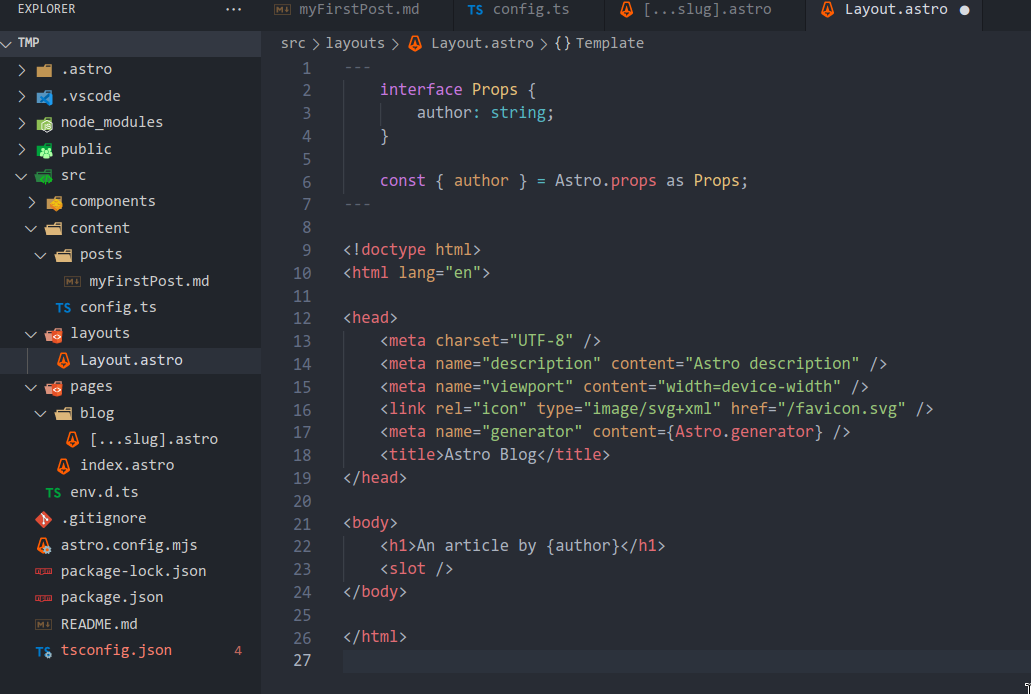 EXPLORER ···
TMP
.astro
.vscode
node_modules
public
src
components
content
posts
myFirstPost.md
TS config.ts
layouts
Layout.astro
pages
blog
[...slug].astro
index.astro
TS env.d.ts
.gitignore
astro.config.mjs
package-lock.json
package.json
README.md
TS tsconfig.json 4
myFirstPost.md TS config.ts [...slug].astro Layout.astro ●
src > layouts > Layout.astro > {} Template
1 ---
2 interface Props {
3 author: string;
4 }
5
6 const { author } = Astro.props as Props;
7 ---
8
9 <!doctype html>
10 <html lang="en">
11
12 <head>
13 <meta charset="UTF-8" />
14 <meta name="description" content="Astro description" />
15 <meta name="viewport" content="width=device-width" />
16 <link rel="icon" type="image/svg+xml" href="/favicon.svg" />
17 <meta name="generator" content={Astro.generator} />
18 <title>Astro Blog</title>
19 </head>
20
21 <body>
22 <h1>An article by {author}</h1>
23 <slot />
24 </body>
25
26 </html>
27